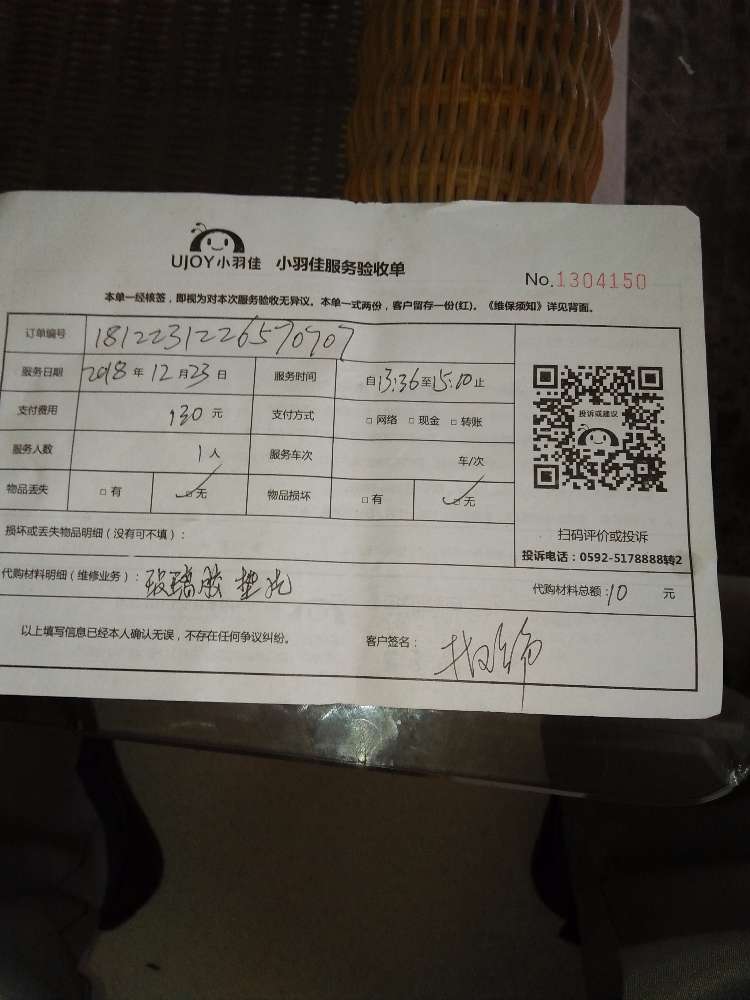 UJOY小羽佳 小羽佳服务验收单
No.1304150
本单一经核签，即视为对本次服务验收无异议。本单一式两份，客户留存一份(红)。《维保须知》详见背面。
订单编号 1812231226570907
服务日期 2018 年 12 月 23 日 服务时间 自 13:36 至 15:10 止
支付费用 130 元 支付方式 □ 网络 □ 现金 □ 转账
服务人数 1 人 服务车次 车/次
物品丢失 □ 有 □ 无 物品损坏 □ 有 □ 无
投诉或建议
扫码评价或投诉
投诉电话：0592-5178888转2
损坏或丢失物品明细（没有可不填）：
代购材料明细（维修业务）：玻璃胶 代购材料总额：10 元
以上填写信息已经本人确认无误，不存在任何争议纠纷。 客户签名：